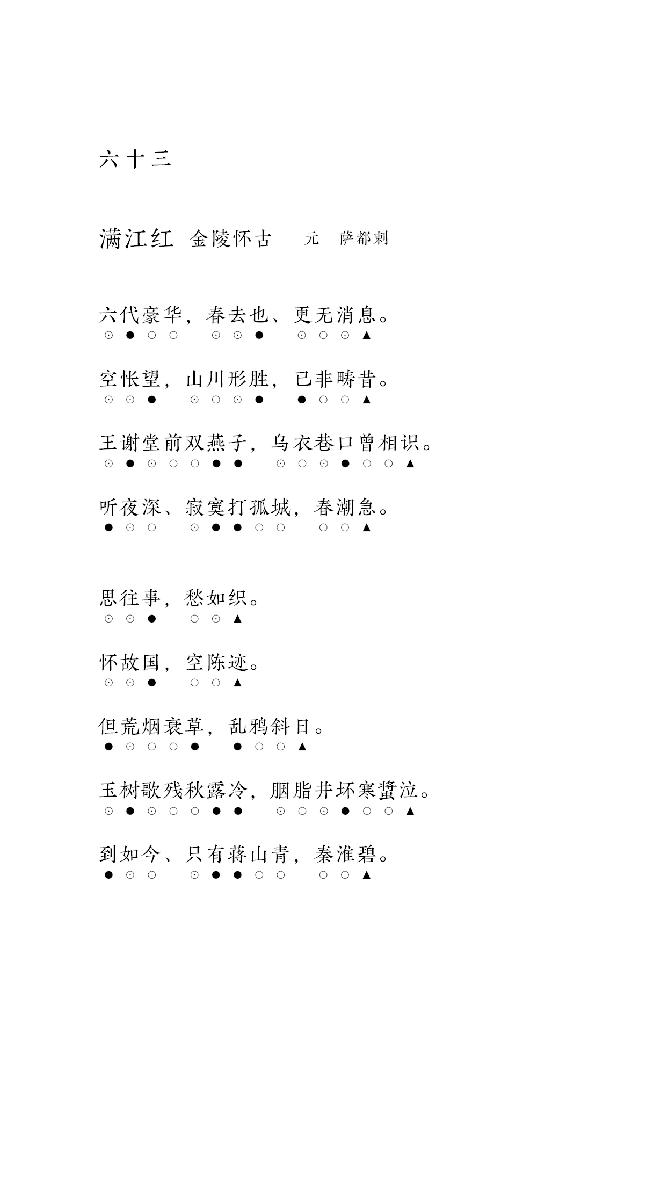 六十三
满江红 金陵怀古 元 萨都剌
六代豪华，春去也、更无消息。
⊙●○○ ⊙⊙● ⊙⊙○▲
空怅望，山川形胜，已非畴昔。
⊙⊙● ⊙○⊙● ●○○▲
王谢堂前双燕子，乌衣巷口曾相识。
⊙●⊙○○●● ⊙○⊙●○○▲
听夜深、寂寞打孤城，春潮急。
●⊙○ ⊙●●○○ ○○▲
思往事，愁如织。
⊙⊙● ○⊙▲
怀故国，空陈迹。
⊙⊙● ○○▲
但荒烟衰草，乱鸦斜日。
●⊙○○● ●○○▲
玉树歌残秋露冷，胭脂井坏寒螀泣。
⊙●⊙○○●● ⊙○⊙●○○▲
到如今、只有蒋山青，秦淮碧。
●⊙○ ⊙●●○○ ○○▲